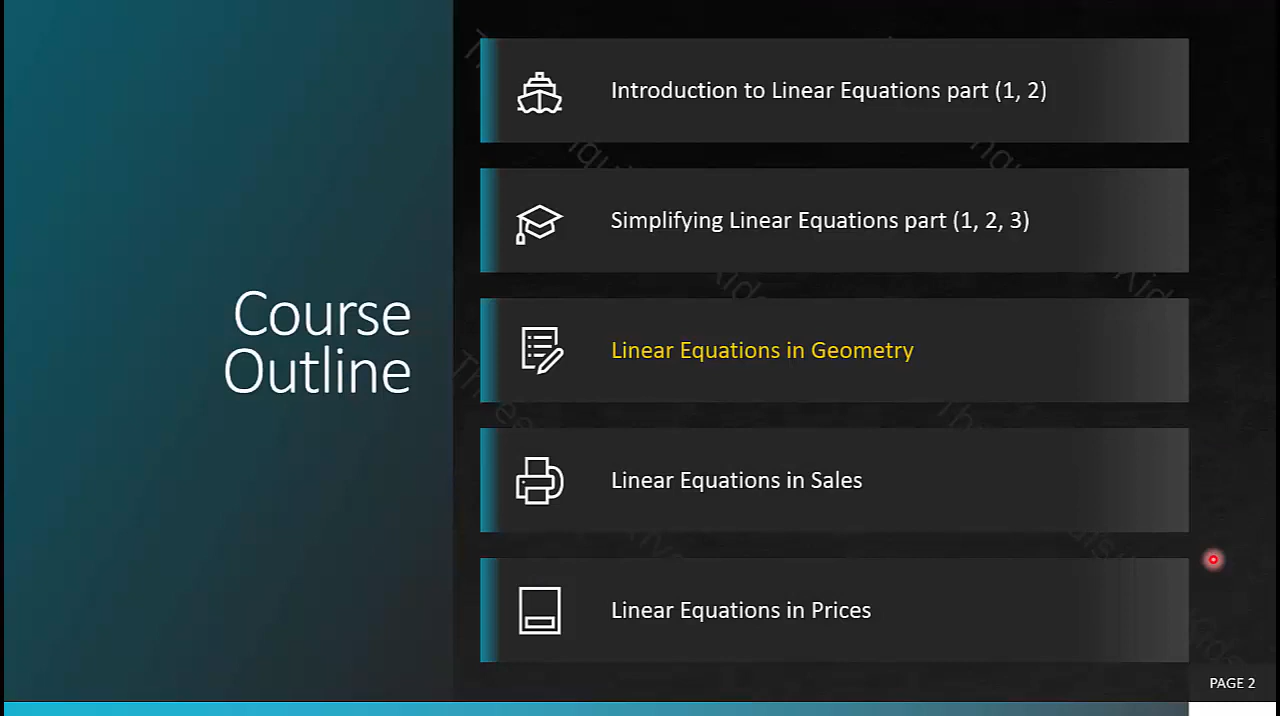 Course
Outline
Introduction to Linear Equations part (1, 2)
Simplifying Linear Equations part (1, 2, 3)
Linear Equations in Geometry
Linear Equations in Sales
Linear Equations in Prices
PAGE 2